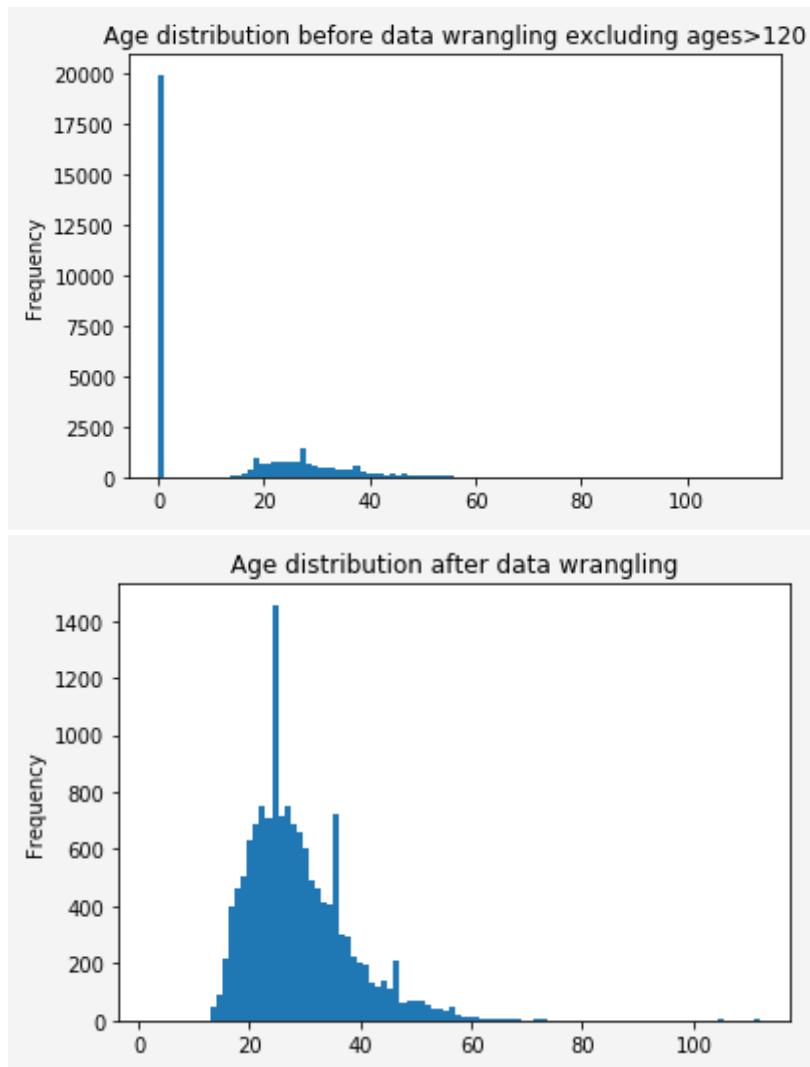 Age distribution before data wrangling excluding ages>120
Frequency
20000
17500
15000
12500
10000
7500
5000
2500
0
0 20 40 60 80 100
Age distribution after data wrangling
Frequency
1400
1200
1000
800
600
400
200
0
0 20 40 60 80 100